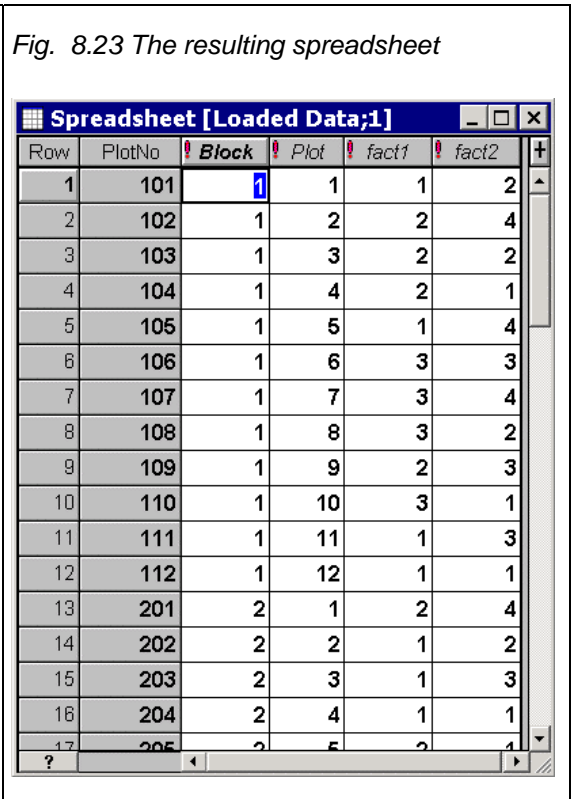 Fig. 8.23 The resulting spreadsheet
Spreadsheet [Loaded Data;1]
Row PlotNo ! Block ! Plot ! fact1 ! fact2 +
1 101 1 1 1 2
2 102 1 2 2 4
3 103 1 3 2 2
4 104 1 4 2 1
5 105 1 5 1 4
6 106 1 6 3 3
7 107 1 7 3 4
8 108 1 8 3 2
9 109 1 9 2 3
10 110 1 10 3 1
11 111 1 11 1 3
12 112 1 12 1 1
13 201 2 1 2 4
14 202 2 2 1 2
15 203 2 3 1 3
16 204 2 4 1 1
17 205 2 5
?